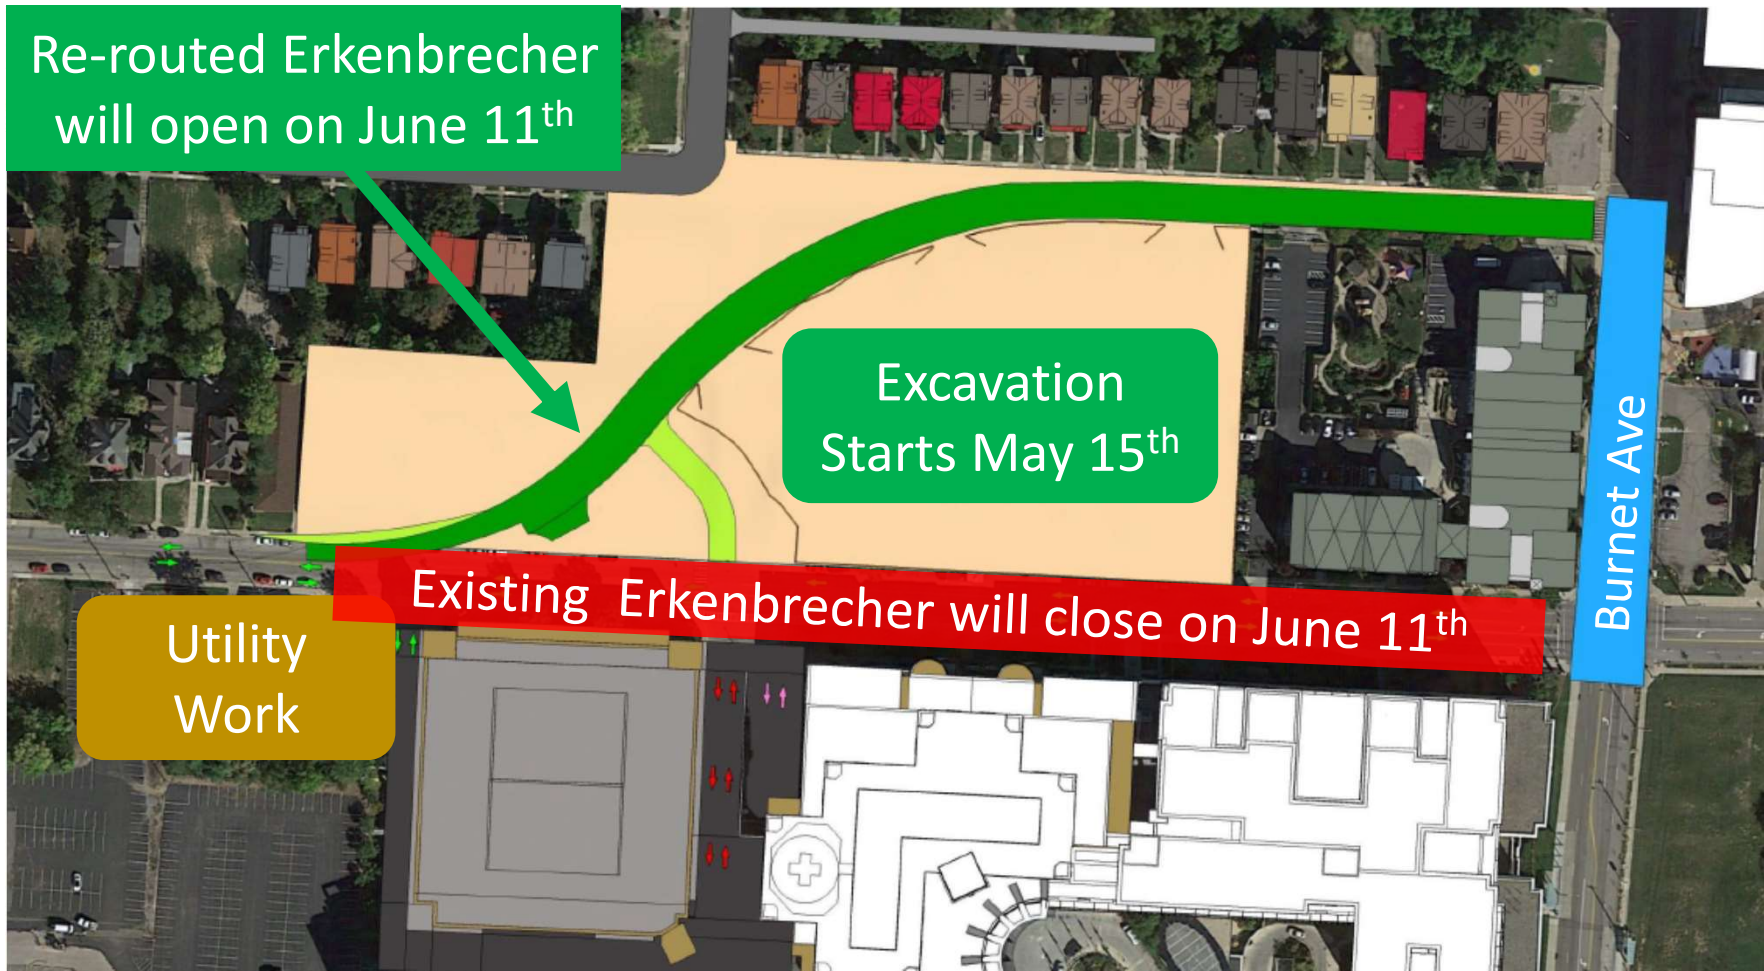 Re-routed Erkenbrecher
will open on June 11th
Excavation
Starts May 15th
Burnet Ave
Existing Erkenbrecher will close on June 11th
Utility
Work